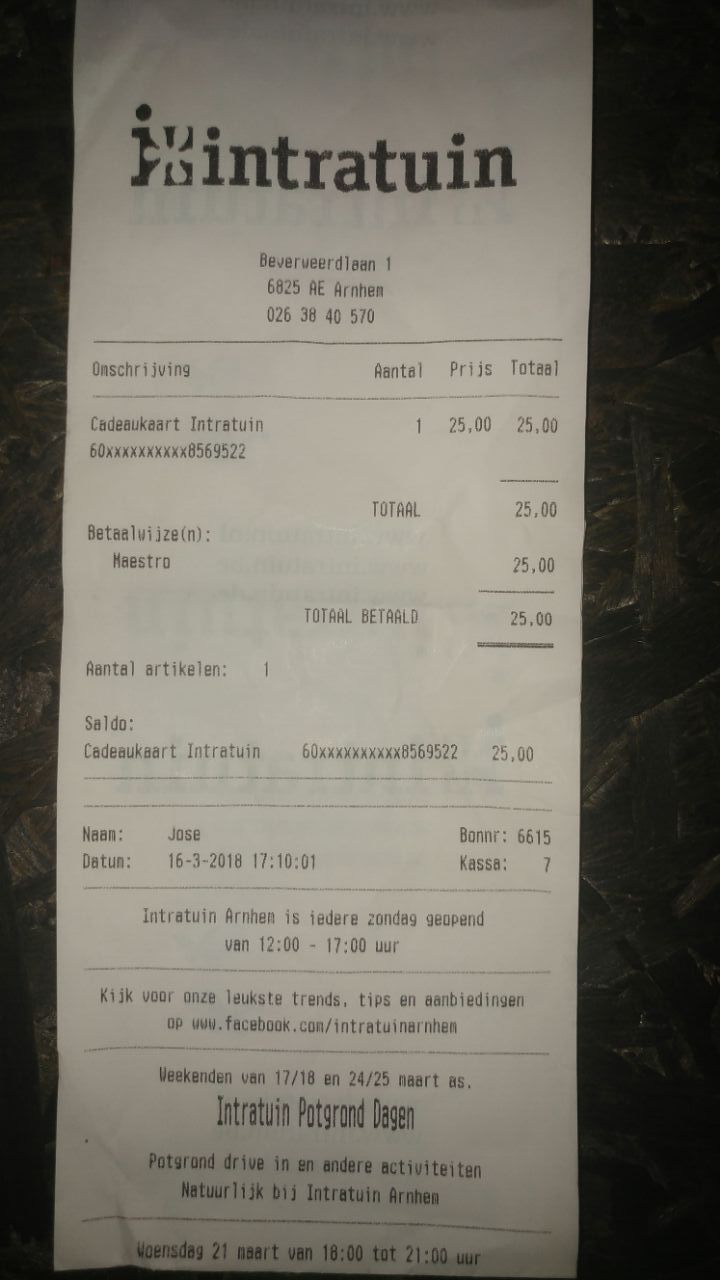 intratuin
Beverweerdlaan 1
6825 AE Arnhem
026 38 40 570
Omschrijving Aantal Prijs Totaal
Cadeaukaart Intratuin 1 25,00 25,00
60xxxxxxxxxx8569522
TOTAAL 25,00
Betaalwijze(n):
Maestro 25,00
TOTAAL BETAALD 25,00
Aantal artikelen: 1
Saldo:
Cadeaukaart Intratuin 60xxxxxxxxxx8569522 25,00
Naam: Jose Bonnr: 6615
Datum: 16-3-2018 17:10:01 Kassa: 7
Intratuin Arnhem is iedere zondag geopend
van 12:00 - 17:00 uur
Kijk voor onze leukste trends, tips en aanbiedingen
op www.facebook.com/intratuinarnhem
Weekenden van 17/18 en 24/25 maart as.
Intratuin Potgrond Dagen
Potgrond drive in en andere activiteiten
Natuurlijk bij Intratuin Arnhem
Woensdag 21 maart van 18:00 tot 21:00 uur